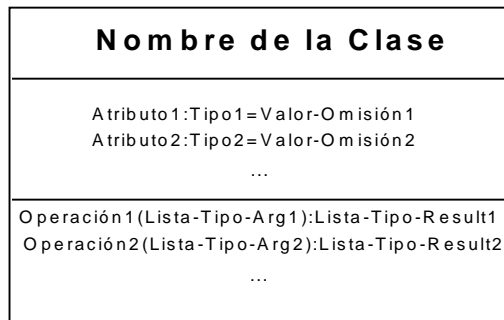 Nombre de la Clase
Atributo1:Tipo1=Valor-Omisión1
Atributo2:Tipo2=Valor-Omisión2
...
Operación1(Lista-Tipo-Arg1):Lista-Tipo-Result1
Operación2(Lista-Tipo-Arg2):Lista-Tipo-Result2
...